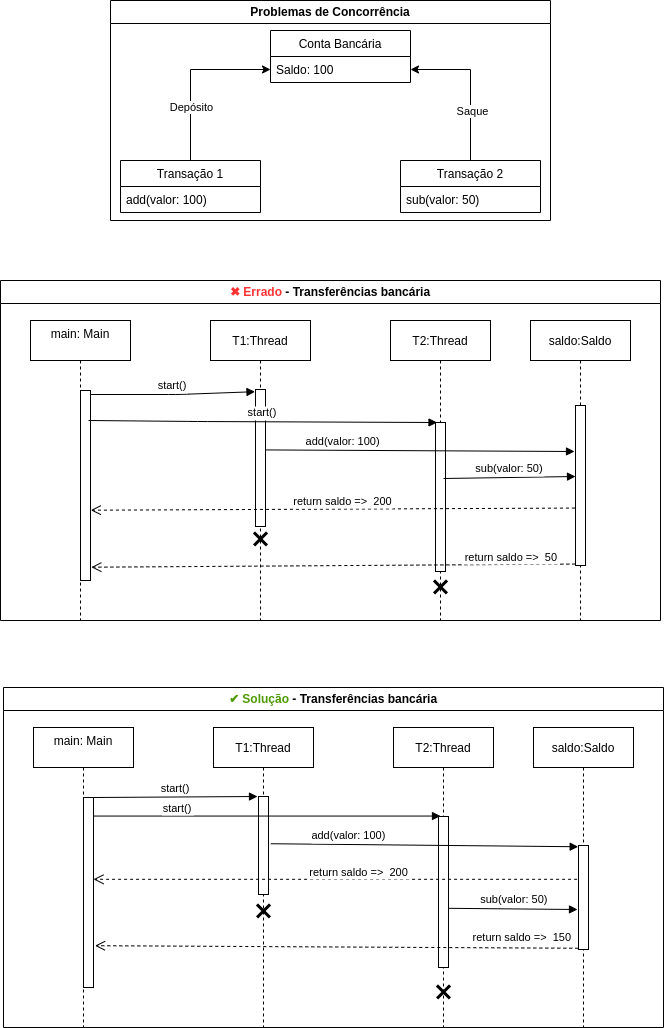 Problemas de Concorrência
Conta Bancária
Saldo: 100
Depósito
Saque
Transação 1
add(valor: 100)
Transação 2
sub(valor: 50)
✖ Errado - Transferências bancária
main: Main
T1:Thread
T2:Thread
saldo:Saldo
start()
start()
add(valor: 100)
sub(valor: 50)
return saldo => 200
return saldo => 50
✔ Solução - Transferências bancária
main: Main
T1:Thread
T2:Thread
saldo:Saldo
start()
start()
add(valor: 100)
return saldo => 200
sub(valor: 50)
return saldo => 150